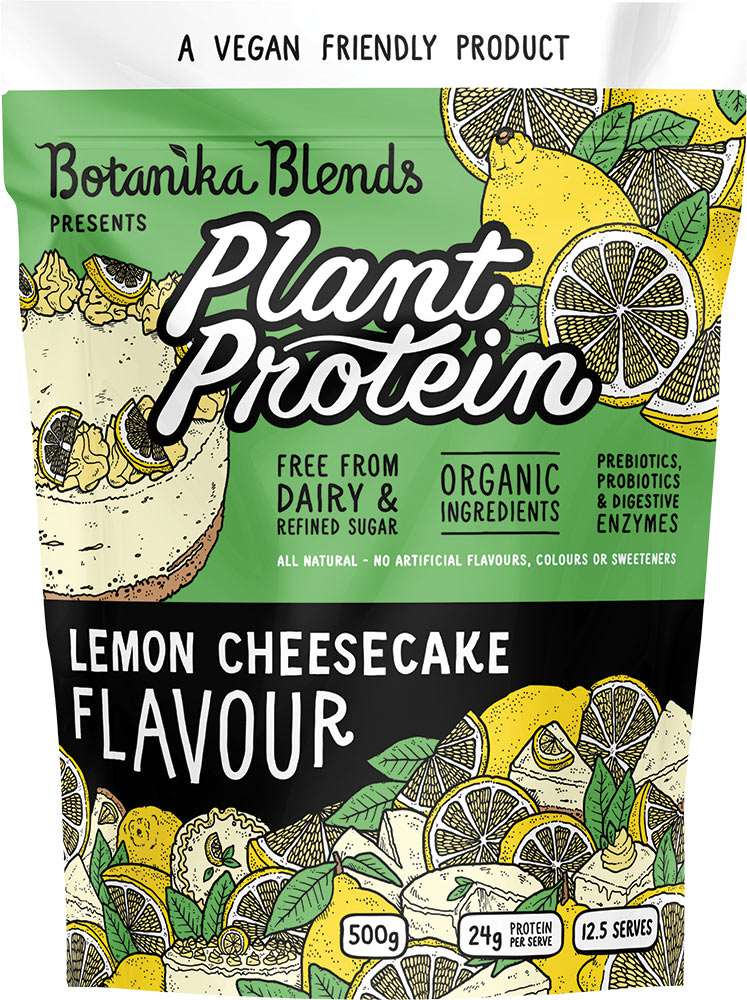 A VEGAN FRIENDLY PRODUCT
Botanika Blends
PRESENTS
Plant
Protein
FREE FROM
DAIRY &
REFINED SUGAR
ORGANIC
INGREDIENTS
PREBIOTICS,
PROBIOTICS
& DIGESTIVE
ENZYMES
ALL NATURAL - NO ARTIFICIAL FLAVOURS, COLOURS OR SWEETENERS
LEMON CHEESECAKE
FLAVOUR
500g
24g PROTEIN
PER SERVE
12.5 SERVES